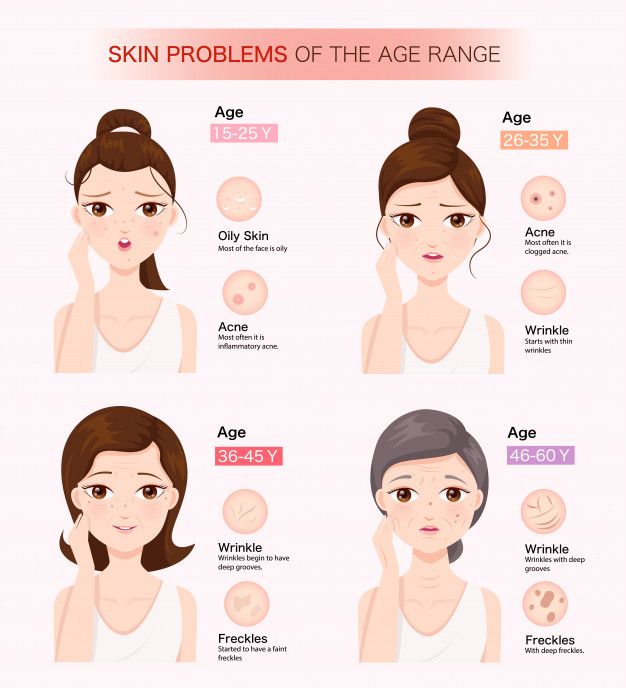 SKIN PROBLEMS OF THE AGE RANGE
Age
15-25 Y
Oily Skin
Most of the face is oily
Acne
Most often it is
inflammatory acne.
Age
26-35 Y
Acne
Most often it is
clogged acne.
Wrinkle
Starts with thin
wrinkles
Age
36-45 Y
Wrinkle
Wrinkles begin to have
deep grooves.
Freckles
Started to have a faint
freckles
Age
46-60 Y
Wrinkle
Wrinkles with deep
grooves
Freckles
With deep freckles.